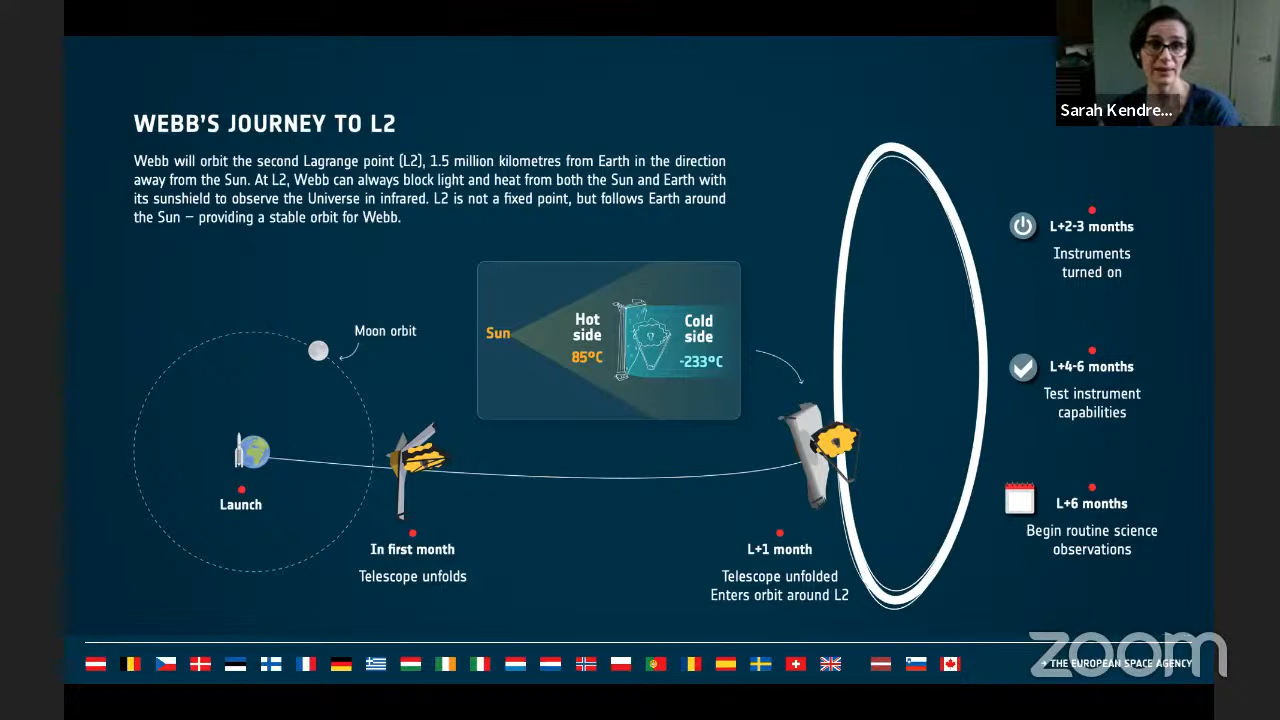 Sarah Kendre...
WEBB'S JOURNEY TO L2
Webb will orbit the second Lagrange point (L2), 1.5 million kilometres from Earth in the direction
away from the Sun. At L2, Webb can always block light and heat from both the Sun and Earth with
its sunshield to observe the Universe in infrared. L2 is not a fixed point, but follows Earth around
the Sun – providing a stable orbit for Webb.
Moon orbit
Sun
Hot
side
85ºC
Cold
side
-233ºC
Launch
In first month
Telescope unfolds
L+1 month
Telescope unfolded
Enters orbit around L2
L+2-3 months
Instruments
turned on
L+4-6 months
Test instrument
capabilities
L+6 months
Begin routine science
observations
→ THE EUROPEAN SPACE AGENCY
zoom